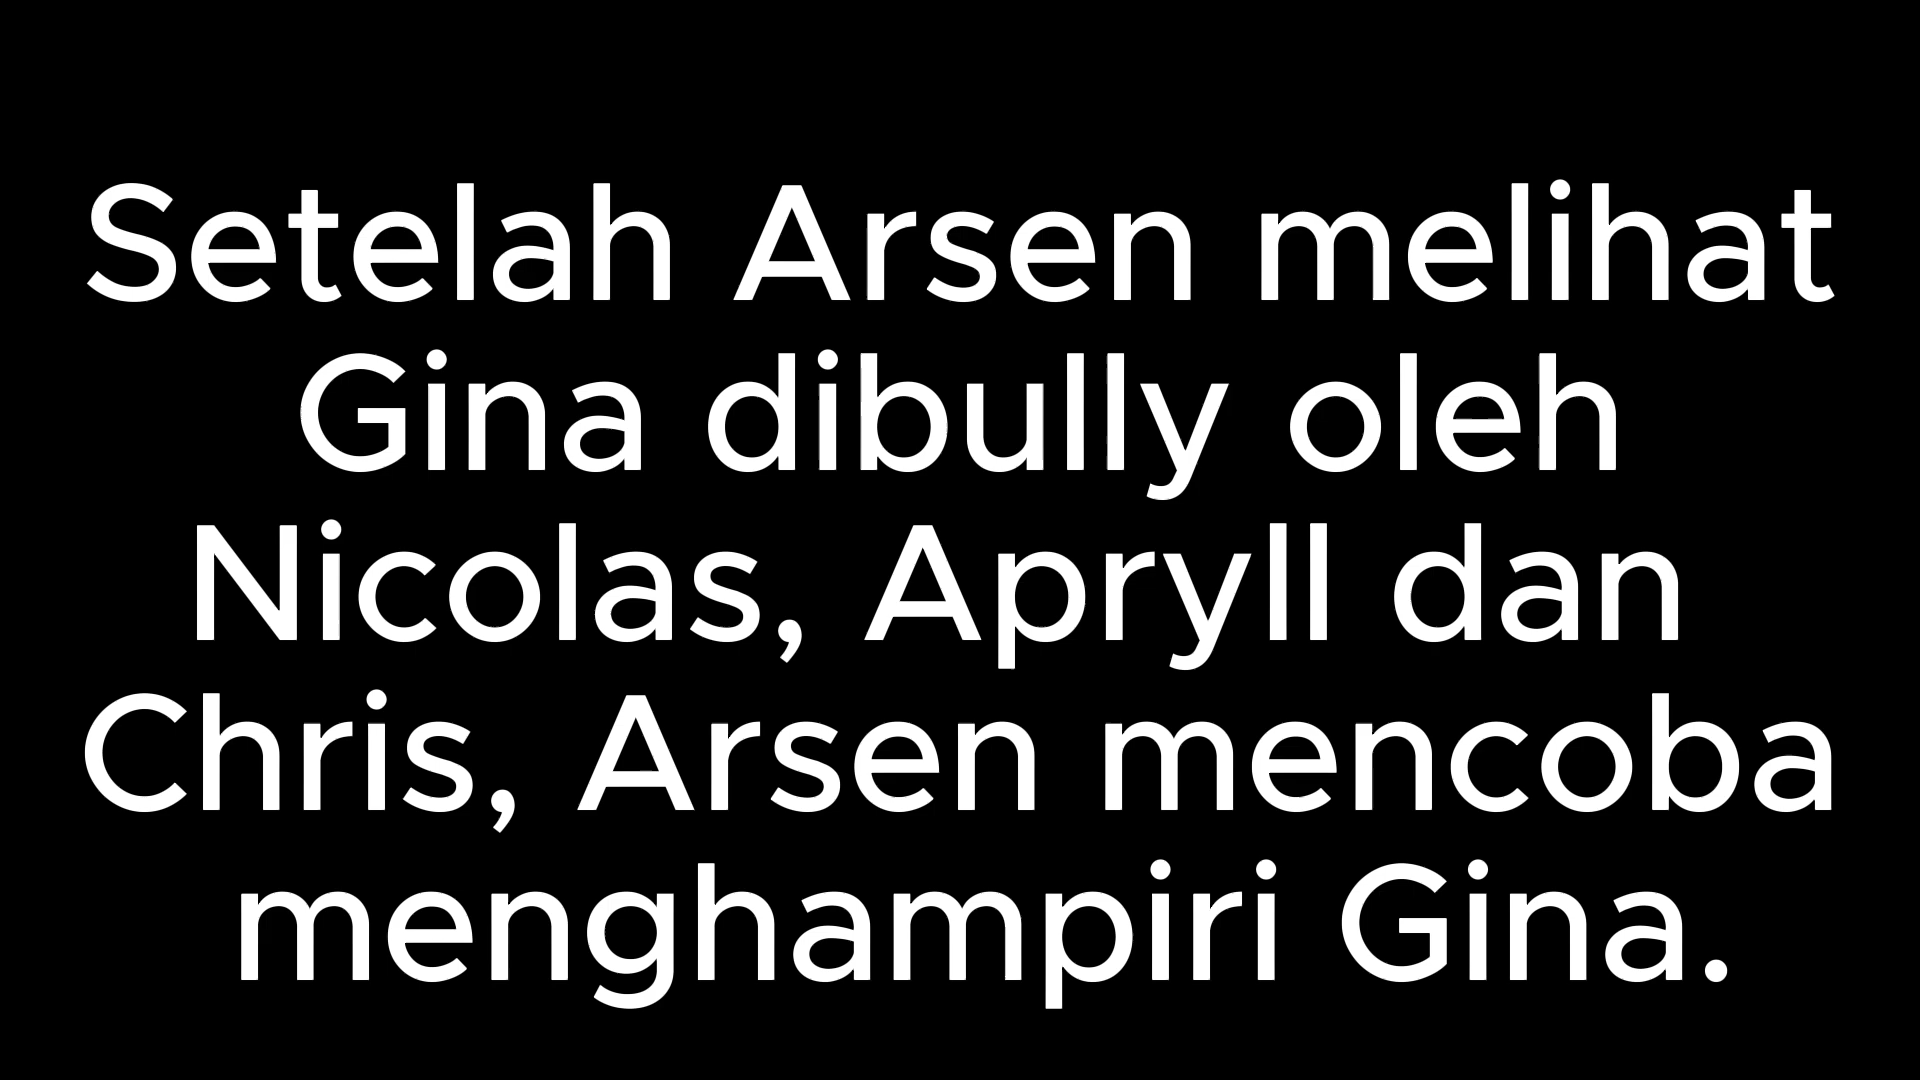 Setelah Arsen melihat
Gina dibully oleh
Nicolas, Apryll dan
Chris, Arsen mencoba
menghampiri Gina.